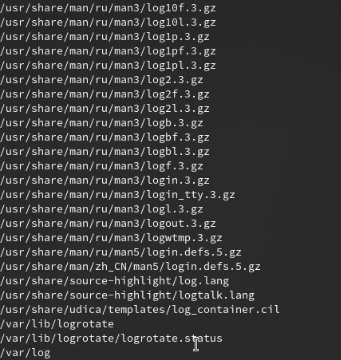 /usr/share/man/ru/man3/log10f.3.gz
/usr/share/man/ru/man3/log10l.3.gz
/usr/share/man/ru/man3/log1p.3.gz
/usr/share/man/ru/man3/log1pf.3.gz
/usr/share/man/ru/man3/log1pl.3.gz
/usr/share/man/ru/man3/log2.3.gz
/usr/share/man/ru/man3/log2f.3.gz
/usr/share/man/ru/man3/log2l.3.gz
/usr/share/man/ru/man3/logb.3.gz
/usr/share/man/ru/man3/logbf.3.gz
/usr/share/man/ru/man3/logbl.3.gz
/usr/share/man/ru/man3/logf.3.gz
/usr/share/man/ru/man3/login.3.gz
/usr/share/man/ru/man3/login_tty.3.gz
/usr/share/man/ru/man3/logl.3.gz
/usr/share/man/ru/man3/logout.3.gz
/usr/share/man/ru/man3/logwtmp.3.gz
/usr/share/man/ru/man5/login.defs.5.gz
/usr/share/man/zh_CN/man5/login.defs.5.gz
/usr/share/source-highlight/log.lang
/usr/share/source-highlight/logtalk.lang
/usr/share/udica/templates/log_container.cil
/var/lib/logrotate
/var/lib/logrotate/logrotate.status
/var/log